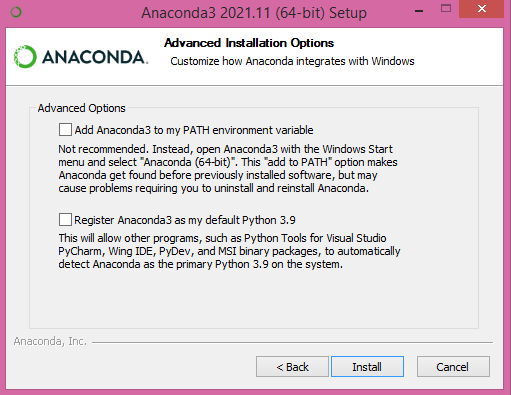 Anaconda3 2021.11 (64-bit) Setup
ANACONDA.
Advanced Installation Options
Customize how Anaconda integrates with Windows
Advanced Options
Add Anaconda3 to my PATH environment variable
Not recommended. Instead, open Anaconda3 with the Windows Start
menu and select "Anaconda (64-bit)". This "add to PATH" option makes
Anaconda get found before previously installed software, but may
cause problems requiring you to uninstall and reinstall Anaconda.
Register Anaconda3 as my default Python 3.9
This will allow other programs, such as Python Tools for Visual Studio
PyCharm, Wing IDE, PyDev, and MSI binary packages, to automatically
detect Anaconda as the primary Python 3.9 on the system.
Anaconda, Inc.
< Back
Install
Cancel